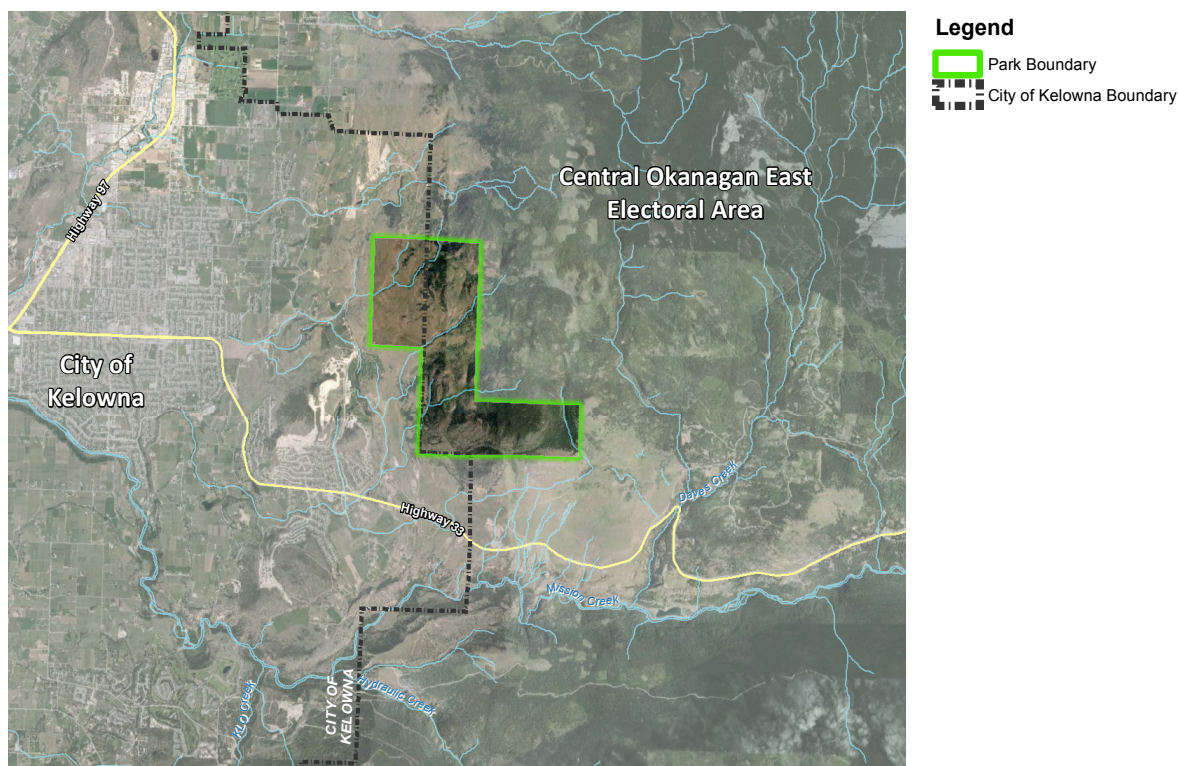 Legend
Park Boundary
City of Kelowna Boundary
Central Okanagan East
Electoral Area
Highway 97
City of
Kelowna
Highway 33
Daves Creek
Mission Creek
CITY OF
KELOWNA
Hydraulic Creek
KLO Creek